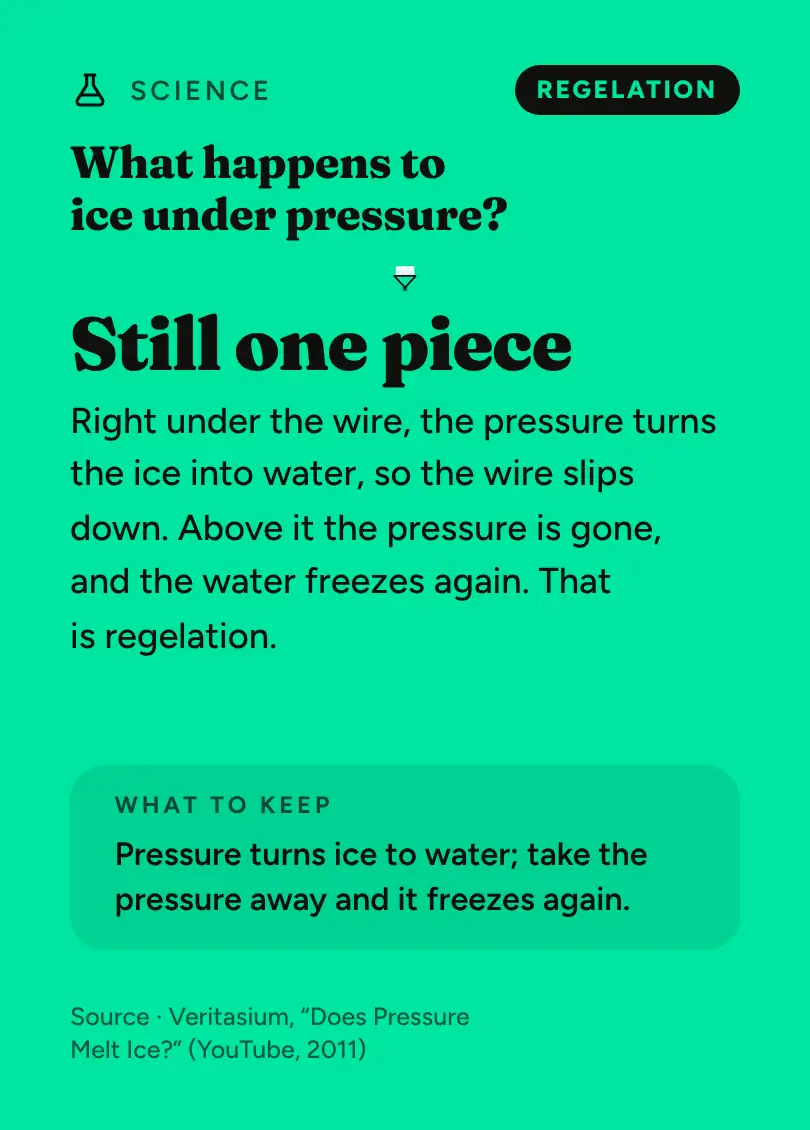 SCIENCE
REGELATION
What happens to
ice under pressure?
Still one piece
Right under the wire, the pressure turns
the ice into water, so the wire slips
down. Above it the pressure is gone,
and the water freezes again. That
is regelation.
WHAT TO KEEP
Pressure turns ice to water; take the
pressure away and it freezes again.
Source · Veritasium, “Does Pressure
Melt Ice?” (YouTube, 2011)